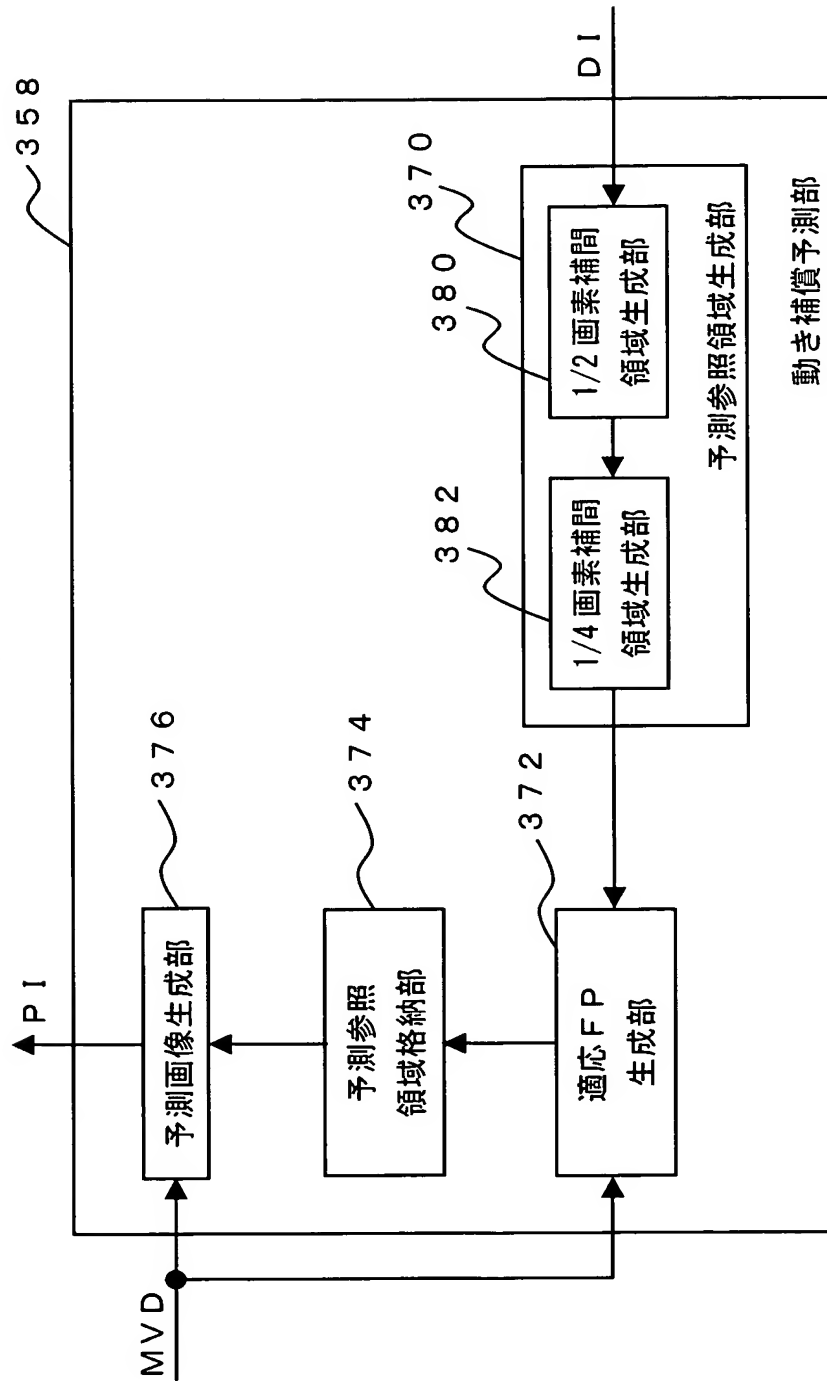 358
PI
MVD
予測画像生成部
376
予測参照
領域格納部
374
適応FP
生成部
372
370
380
1/2画素補間
領域生成部
382
1/4画素補間
領域生成部
予測参照領域生成部
DI
動き補償予測部